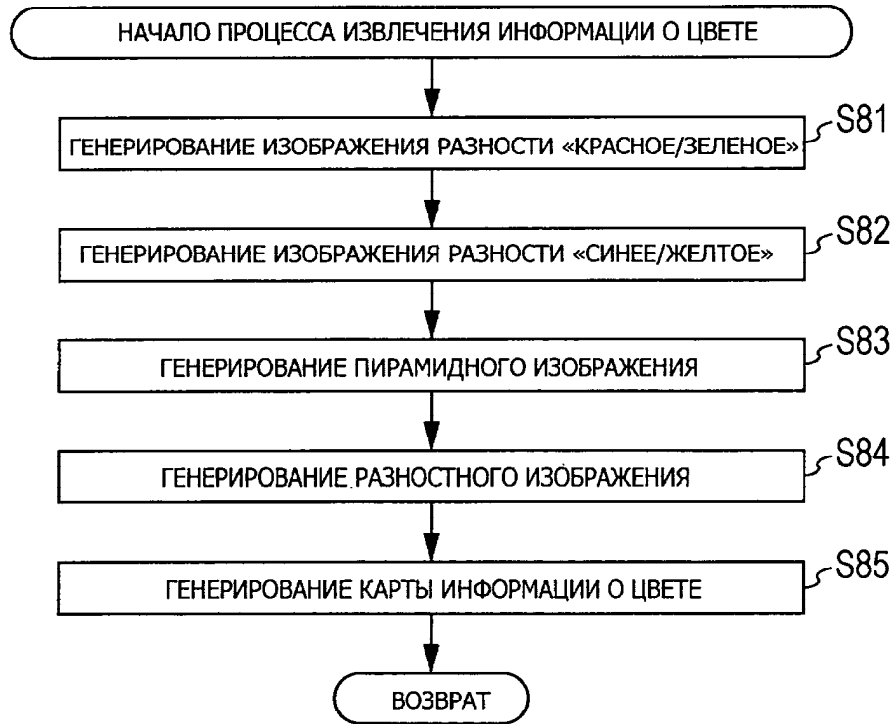 НАЧАЛО ПРОЦЕССА ИЗВЛЕЧЕНИЯ ИНФОРМАЦИИ О ЦВЕТЕ
ГЕНЕРИРОВАНИЕ ИЗОБРАЖЕНИЯ РАЗНОСТИ «КРАСНОЕ/ЗЕЛЕНОЕ»
S81
ГЕНЕРИРОВАНИЕ ИЗОБРАЖЕНИЯ РАЗНОСТИ «СИНЕЕ/ЖЕЛТОЕ»
S82
ГЕНЕРИРОВАНИЕ ПИРАМИДНОГО ИЗОБРАЖЕНИЯ
S83
ГЕНЕРИРОВАНИЕ РАЗНОСТНОГО ИЗОБРАЖЕНИЯ
S84
ГЕНЕРИРОВАНИЕ КАРТЫ ИНФОРМАЦИИ О ЦВЕТЕ
S85
ВОЗВРАТ